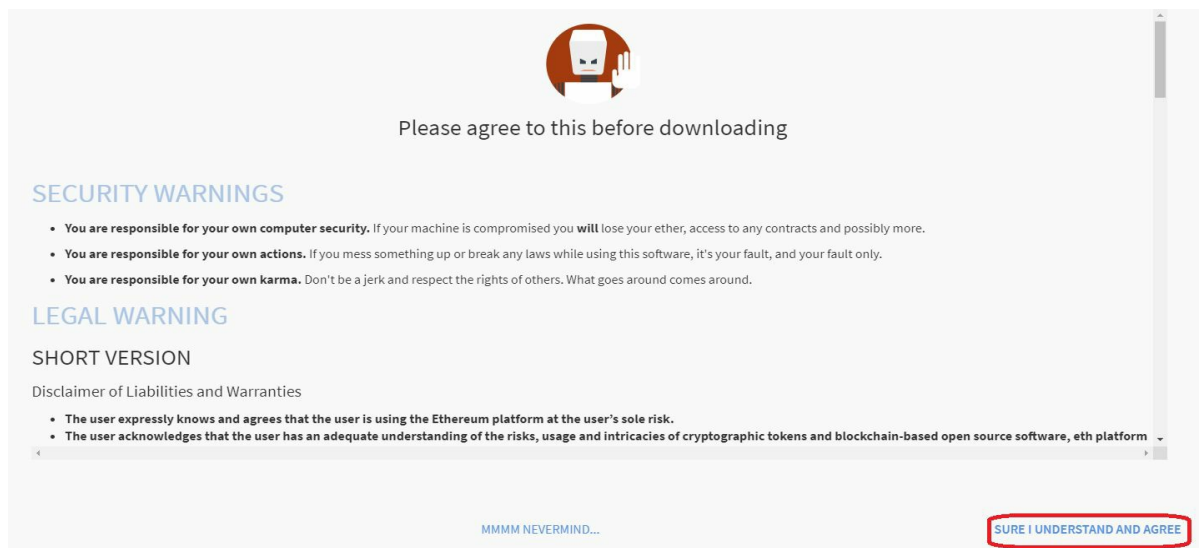 Please agree to this before downloading
SECURITY WARNINGS
• You are responsible for your own computer security. If your machine is compromised you will lose your ether, access to any contracts and possibly more.
• You are responsible for your own actions. If you mess something up or break any laws while using this software, it's your fault, and your fault only.
• You are responsible for your own karma. Don't be a jerk and respect the rights of others. What goes around comes around.
LEGAL WARNING
SHORT VERSION
Disclaimer of Liabilities and Warranties
• The user expressly knows and agrees that the user is using the Ethereum platform at the user’s sole risk.
• The user acknowledges that the user has an adequate understanding of the risks, usage and intricacies of cryptographic tokens and blockchain-based open source software, eth platform
MMMM NEVERMIND...
SURE I UNDERSTAND AND AGREE